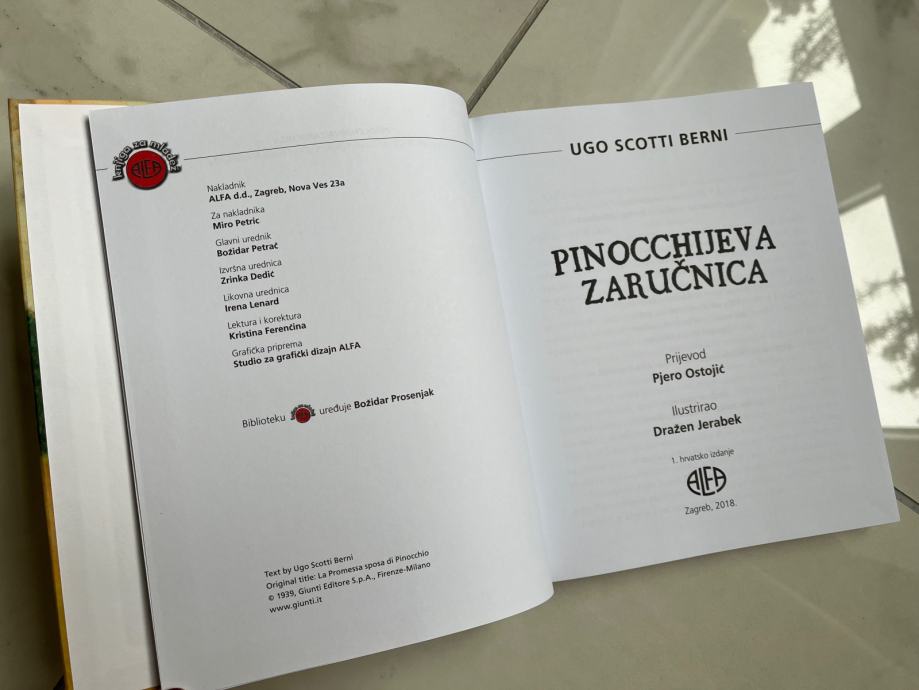 knjiga za mladež
ALFA
Nakladnik
ALFA d.d., Zagreb, Nova Ves 23a
Za nakladnika
Miro Petric
Glavni urednik
Božidar Petrač
Izvršna urednica
Zrinka Dedić
Likovna urednica
Irena Lenard
Lektura i korektura
Kristina Ferenčina
Grafička priprema
Studio za grafički dizajn ALFA
Biblioteku uređuje Božidar Prosenjak
Text by Ugo Scotti Berni
Original title: La Promessa sposa di Pinocchio
© 1939, Giunti Editore S.p.A., Firenze-Milano
www.giunti.it
UGO SCOTTI BERNI
PINOCCHIJEVA
ZARUČNICA
Prijevod
Pjero Ostojić
Ilustrirao
Dražen Jerabek
1. hrvatsko izdanje
ALFA
Zagreb, 2018.